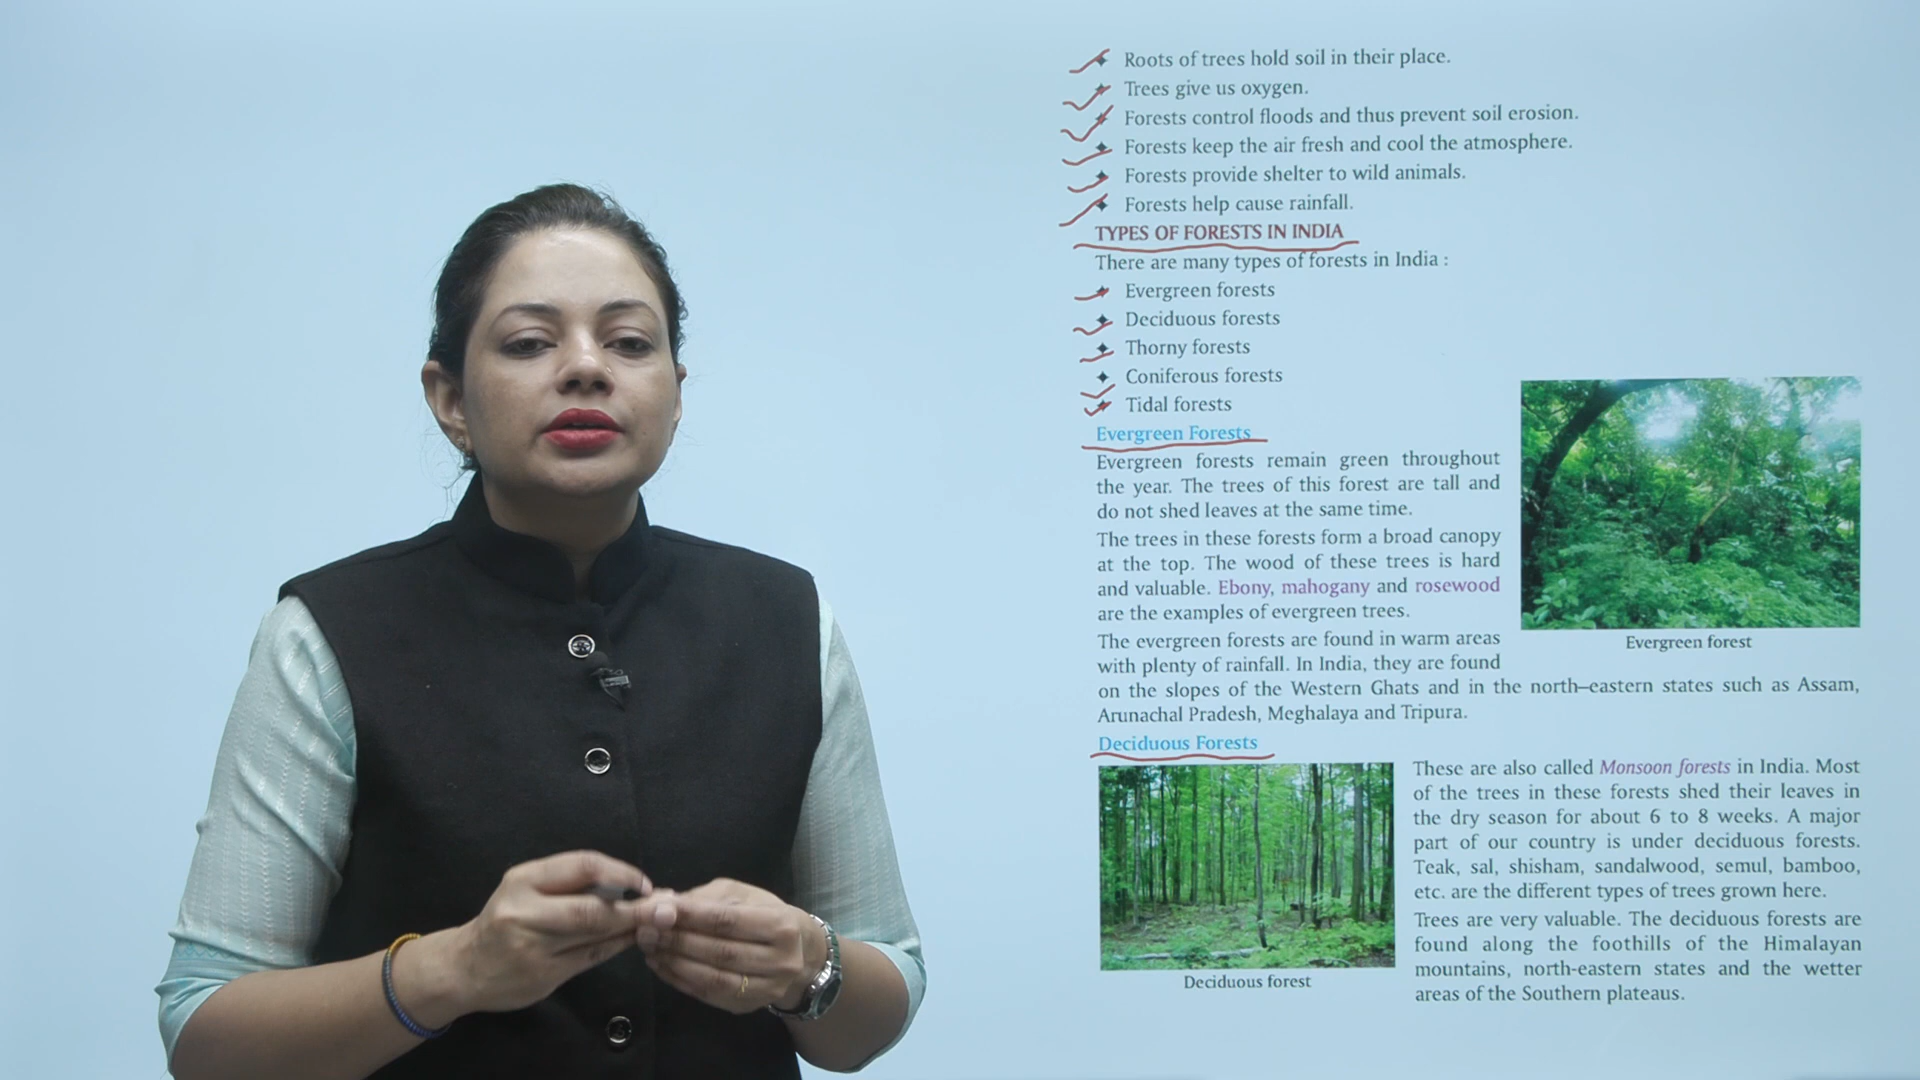 Roots of trees hold soil in their place.
Trees give us oxygen.
Forests control floods and thus prevent soil erosion.
Forests keep the air fresh and cool the atmosphere.
Forests provide shelter to wild animals.
Forests help cause rainfall.
TYPES OF FORESTS IN INDIA
There are many types of forests in India :
Evergreen forests
Deciduous forests
Thorny forests
Coniferous forests
Tidal forests
Evergreen Forests
Evergreen forests remain green throughout
the year. The trees of this forest are tall and
do not shed leaves at the same time.
The trees in these forests form a broad canopy
at the top. The wood of these trees is hard
and valuable. Ebony, mahogany and rosewood
are the examples of evergreen trees.
Evergreen forest
The evergreen forests are found in warm areas
with plenty of rainfall. In India, they are found
on the slopes of the Western Ghats and in the north–eastern states such as Assam,
Arunachal Pradesh, Meghalaya and Tripura.
Deciduous Forests
These are also called Monsoon forests in India. Most
of the trees in these forests shed their leaves in
the dry season for about 6 to 8 weeks. A major
part of our country is under deciduous forests.
Teak, sal, shisham, sandalwood, semul, bamboo,
etc. are the different types of trees grown here.
Trees are very valuable. The deciduous forests are
found along the foothills of the Himalayan
mountains, north-eastern states and the wetter
areas of the Southern plateaus.
Deciduous forest